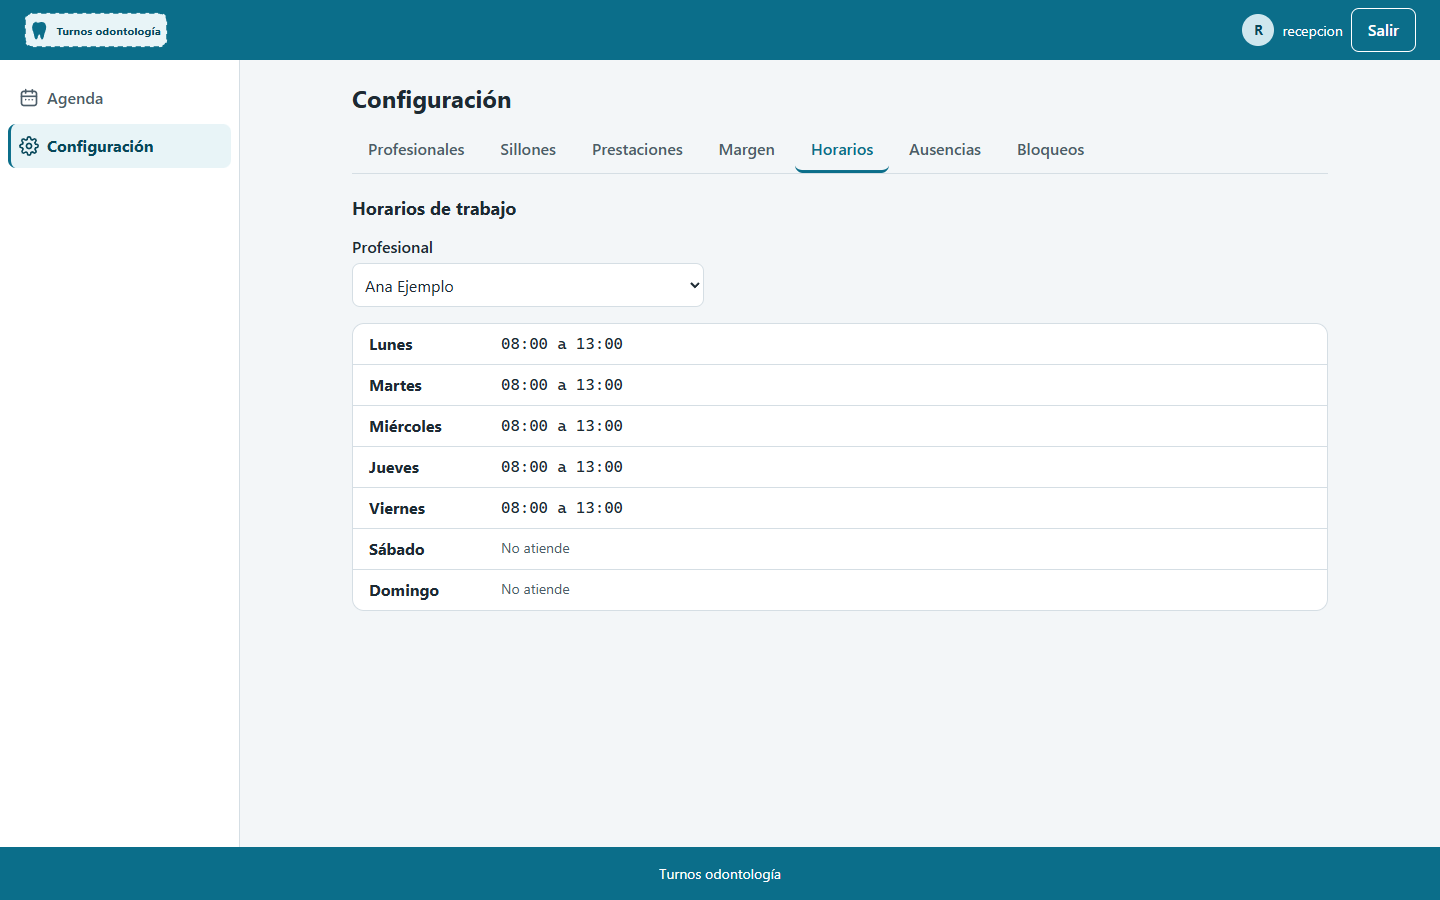 Turnos odontología
R recepcion Salir
Agenda
Configuración
Configuración
Profesionales Sillones Prestaciones Margen Horarios Ausencias Bloqueos
Horarios de trabajo
Profesional
Ana Ejemplo
Lunes 08:00 a 13:00
Martes 08:00 a 13:00
Miércoles 08:00 a 13:00
Jueves 08:00 a 13:00
Viernes 08:00 a 13:00
Sábado No atiende
Domingo No atiende
Turnos odontología